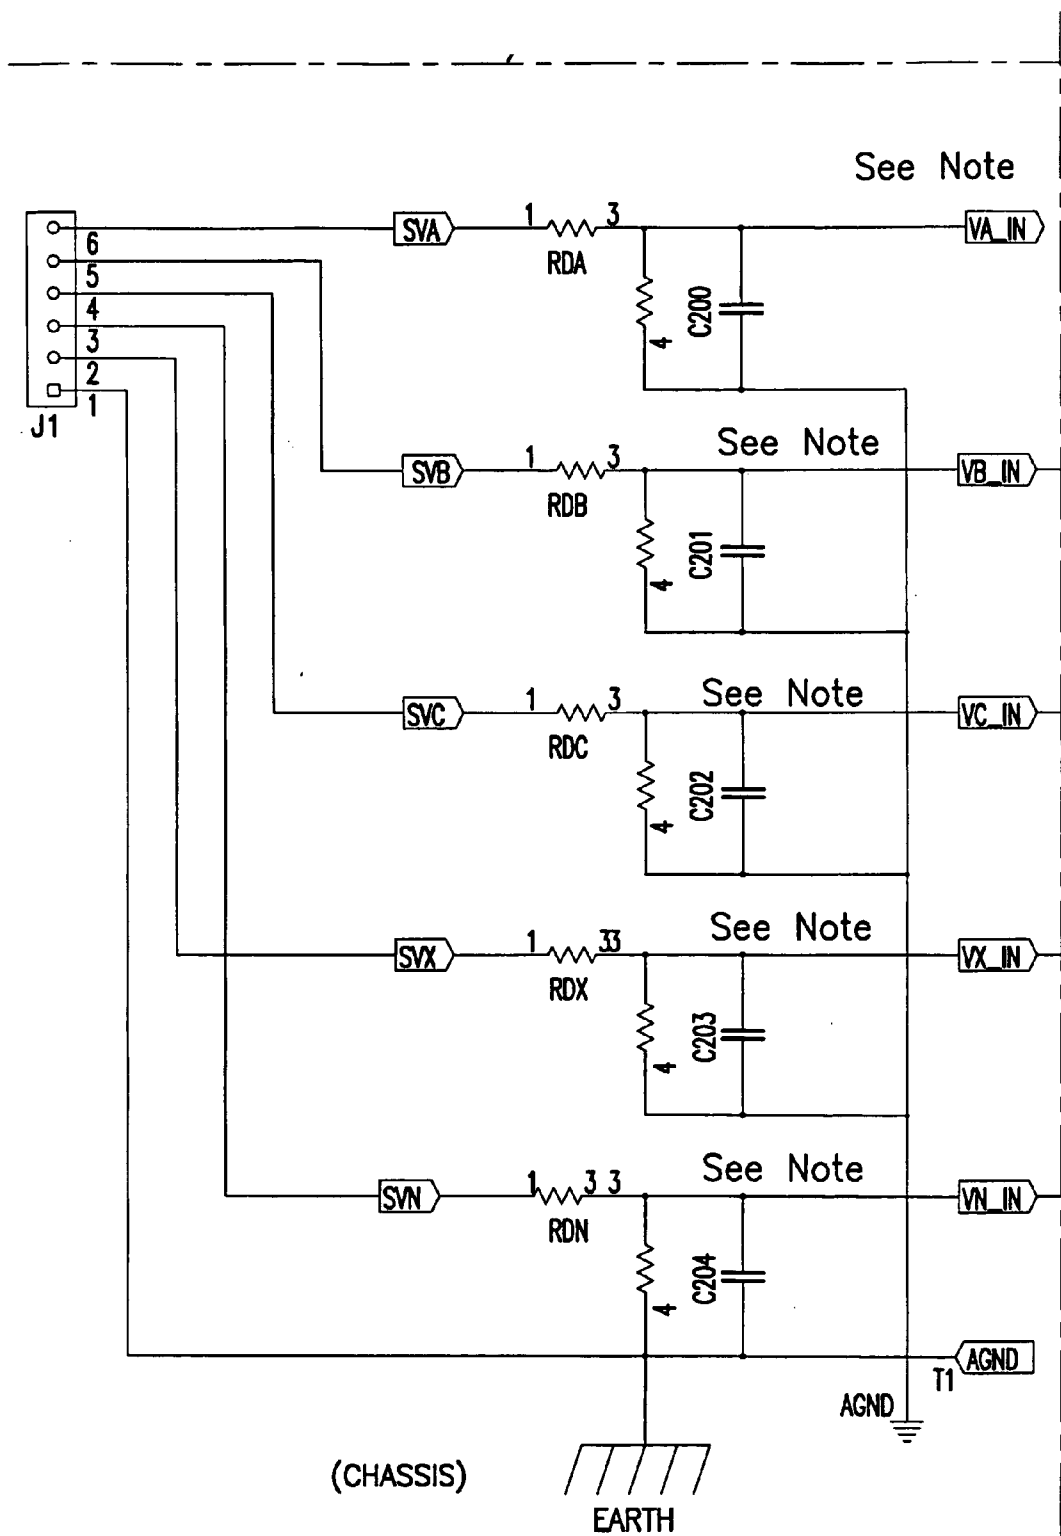 See Note
SVA 1 3 VA_IN
RDA
6
5
4
3
2
1
J1
C200
4
See Note
SVB 1 3 VB_IN
RDB
C201
4
See Note
SVC 1 3 VC_IN
RDC
C202
4
See Note
SVX 1 33 VX_IN
RDX
C203
4
See Note
SVN 1 3 3 VN_IN
RDN
C204
4
AGND
T1
AGND
(CHASSIS)
EARTH